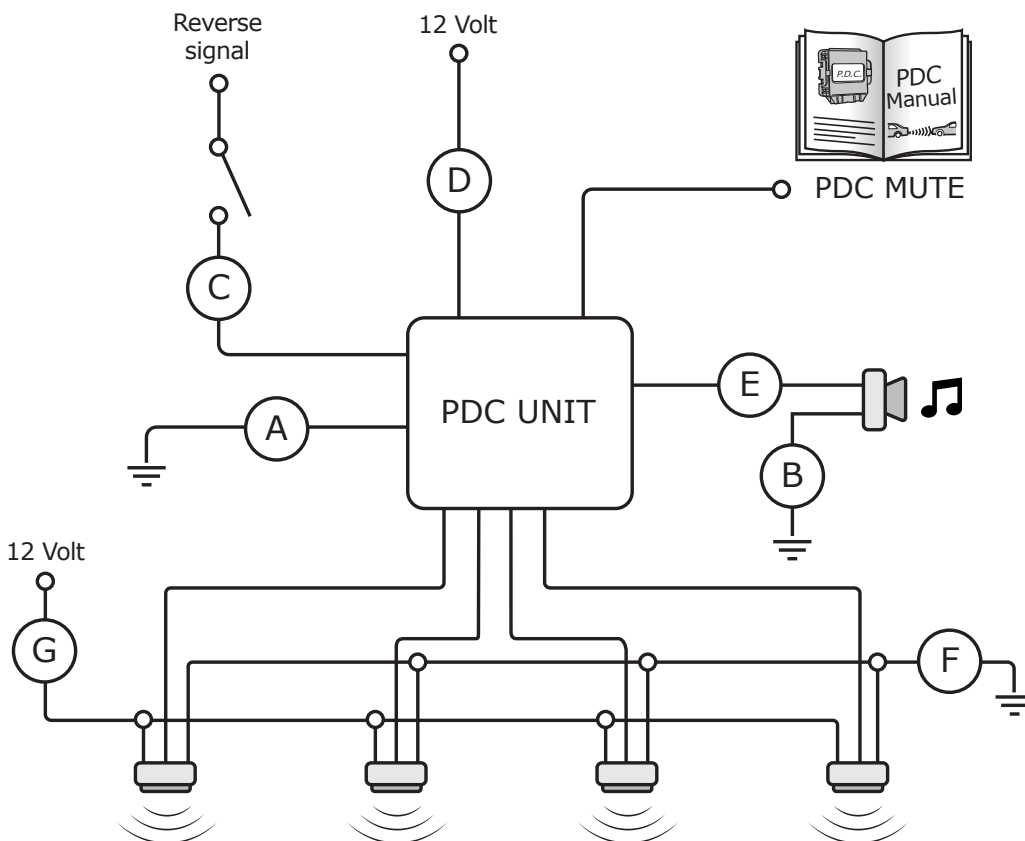 Reverse
signal
12 Volt
P.D.C.
PDC
Manual
PDC MUTE
D
C
E
A
PDC UNIT
B
12 Volt
G
F